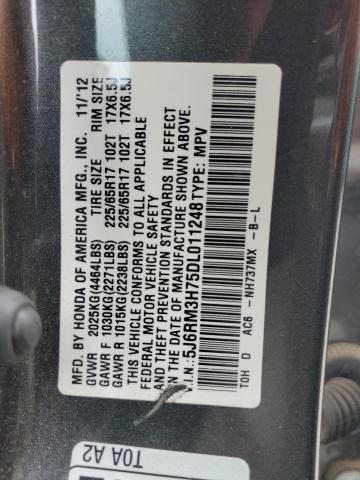 MFD. BY HONDA OF AMERICA MFG., INC. 11/'12
GVWR 2025KG(4464LBS) TIRE SIZE RIM SIZE
GAWR F 1030KG(2271LBS) 225/65R17 102T 17X6.5J
GAWR R 1015KG(2238LBS) 225/65R17 102T 17X6.5J
THIS VEHICLE CONFORMS TO ALL APPLICABLE
FEDERAL MOTOR VEHICLE SAFETY
AND THEFT PREVENTION STANDARDS IN EFFECT
ON THE DATE OF MANUFACTURE SHOWN ABOVE.
I.N:5J6RM3H75DL011248 TYPE: MPV
T0H D AC6 -NH737MX -B-L
T0A A2